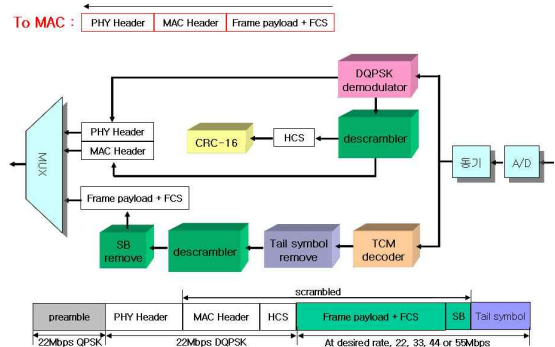 To MAC :
PHY Header
MAC Header
Frame payload + FCS
DQPSK
demodulator
PHY Header
MAC Header
CRC-16
HCS
descrambler
MUX
동기
A/D
Frame payload + FCS
SB
remove
descrambler
Tail symbol
remove
TCM
decoder
scrambled
preamble
PHY Header
MAC Header
HCS
Frame payload + FCS
SB
Tail symbol
22Mbps QPSK
22Mbps DQPSK
At desired rate, 22, 33, 44 or 55Mbps